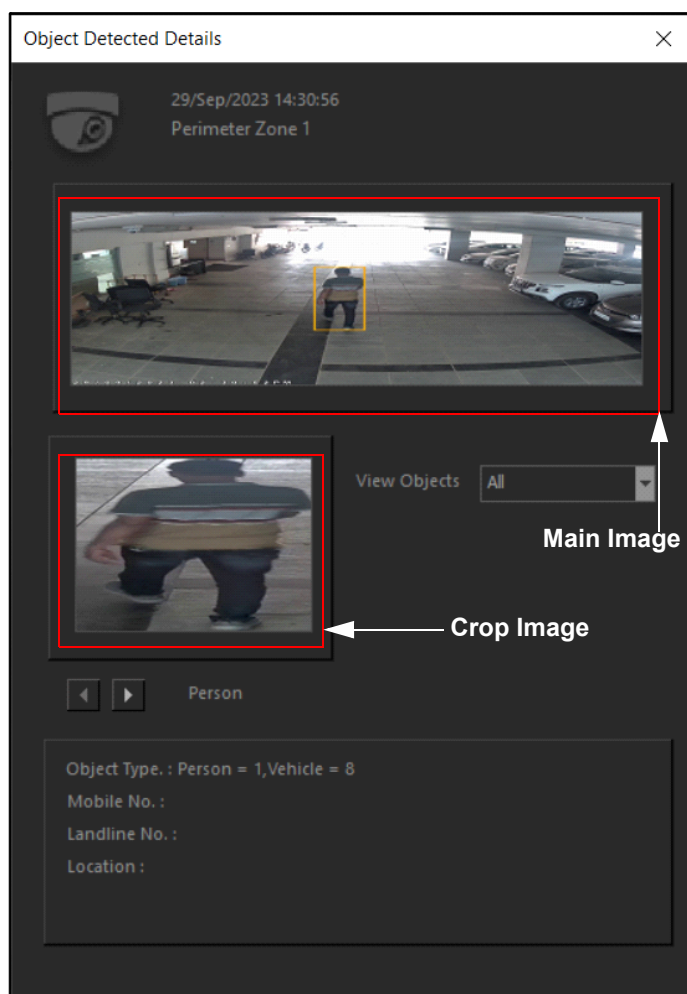 Object Detected Details
29/Sep/2023 14:30:56
Perimeter Zone 1
View Objects All
Main Image
Crop Image
Person
Object Type. : Person = 1,Vehicle = 8
Mobile No. :
Landline No. :
Location :